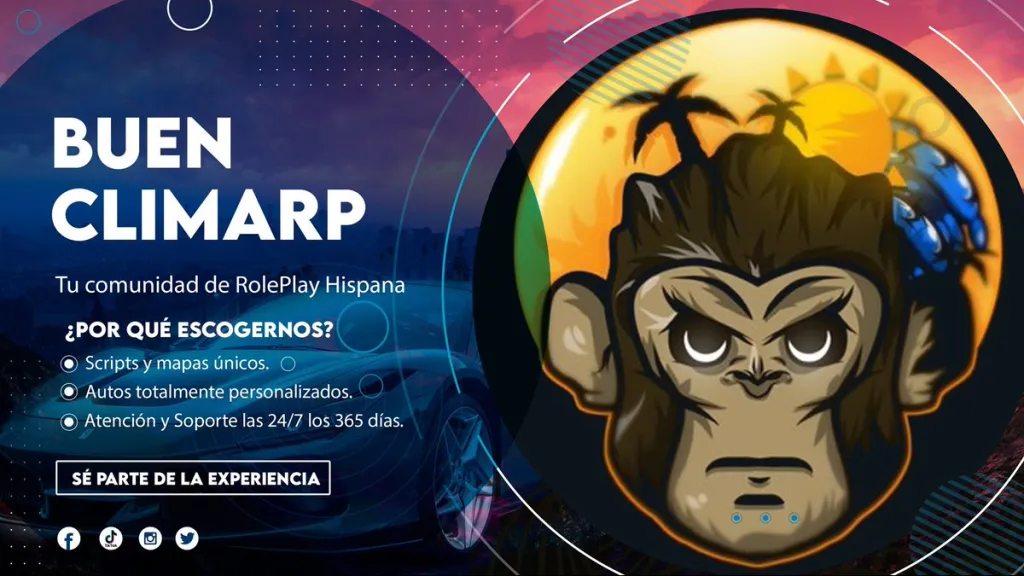 BUEN
CLIMARP
Tu comunidad de RolePlay Hispana
¿POR QUÉ ESCOGERNOS?
Scripts y mapas únicos.
Autos totalmente personalizados.
Atención y Soporte las 24/7 los 365 días.
SÉ PARTE DE LA EXPERIENCIA